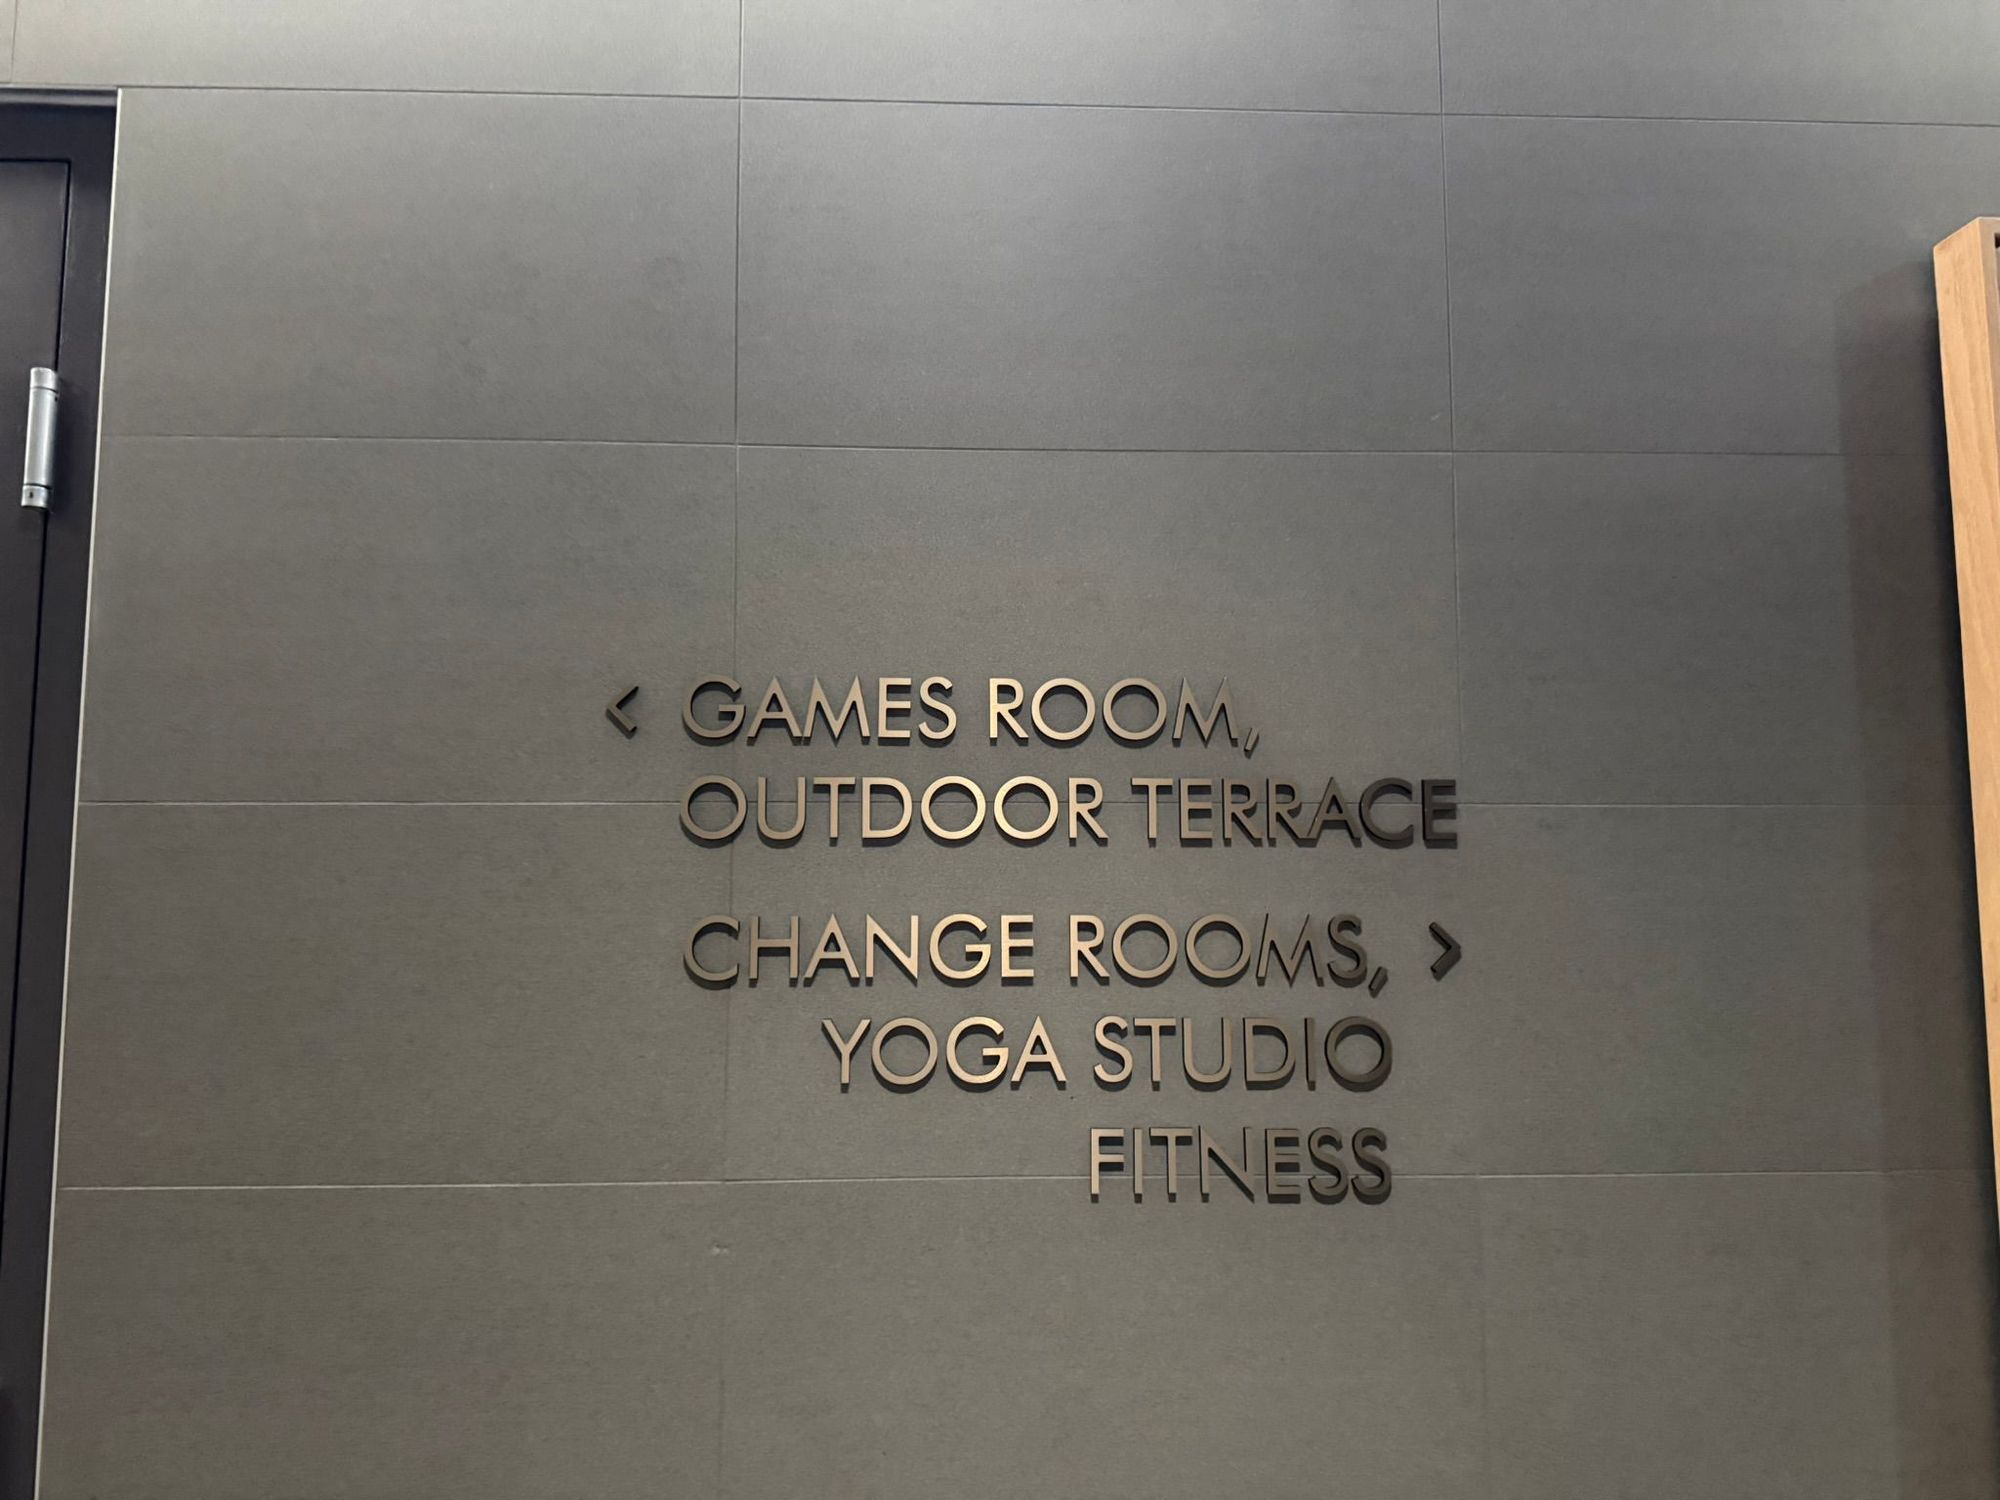 < GAMES ROOM,
OUTDOOR TERRACE
CHANGE ROOMS, >
YOGA STUDIO
FITNESS